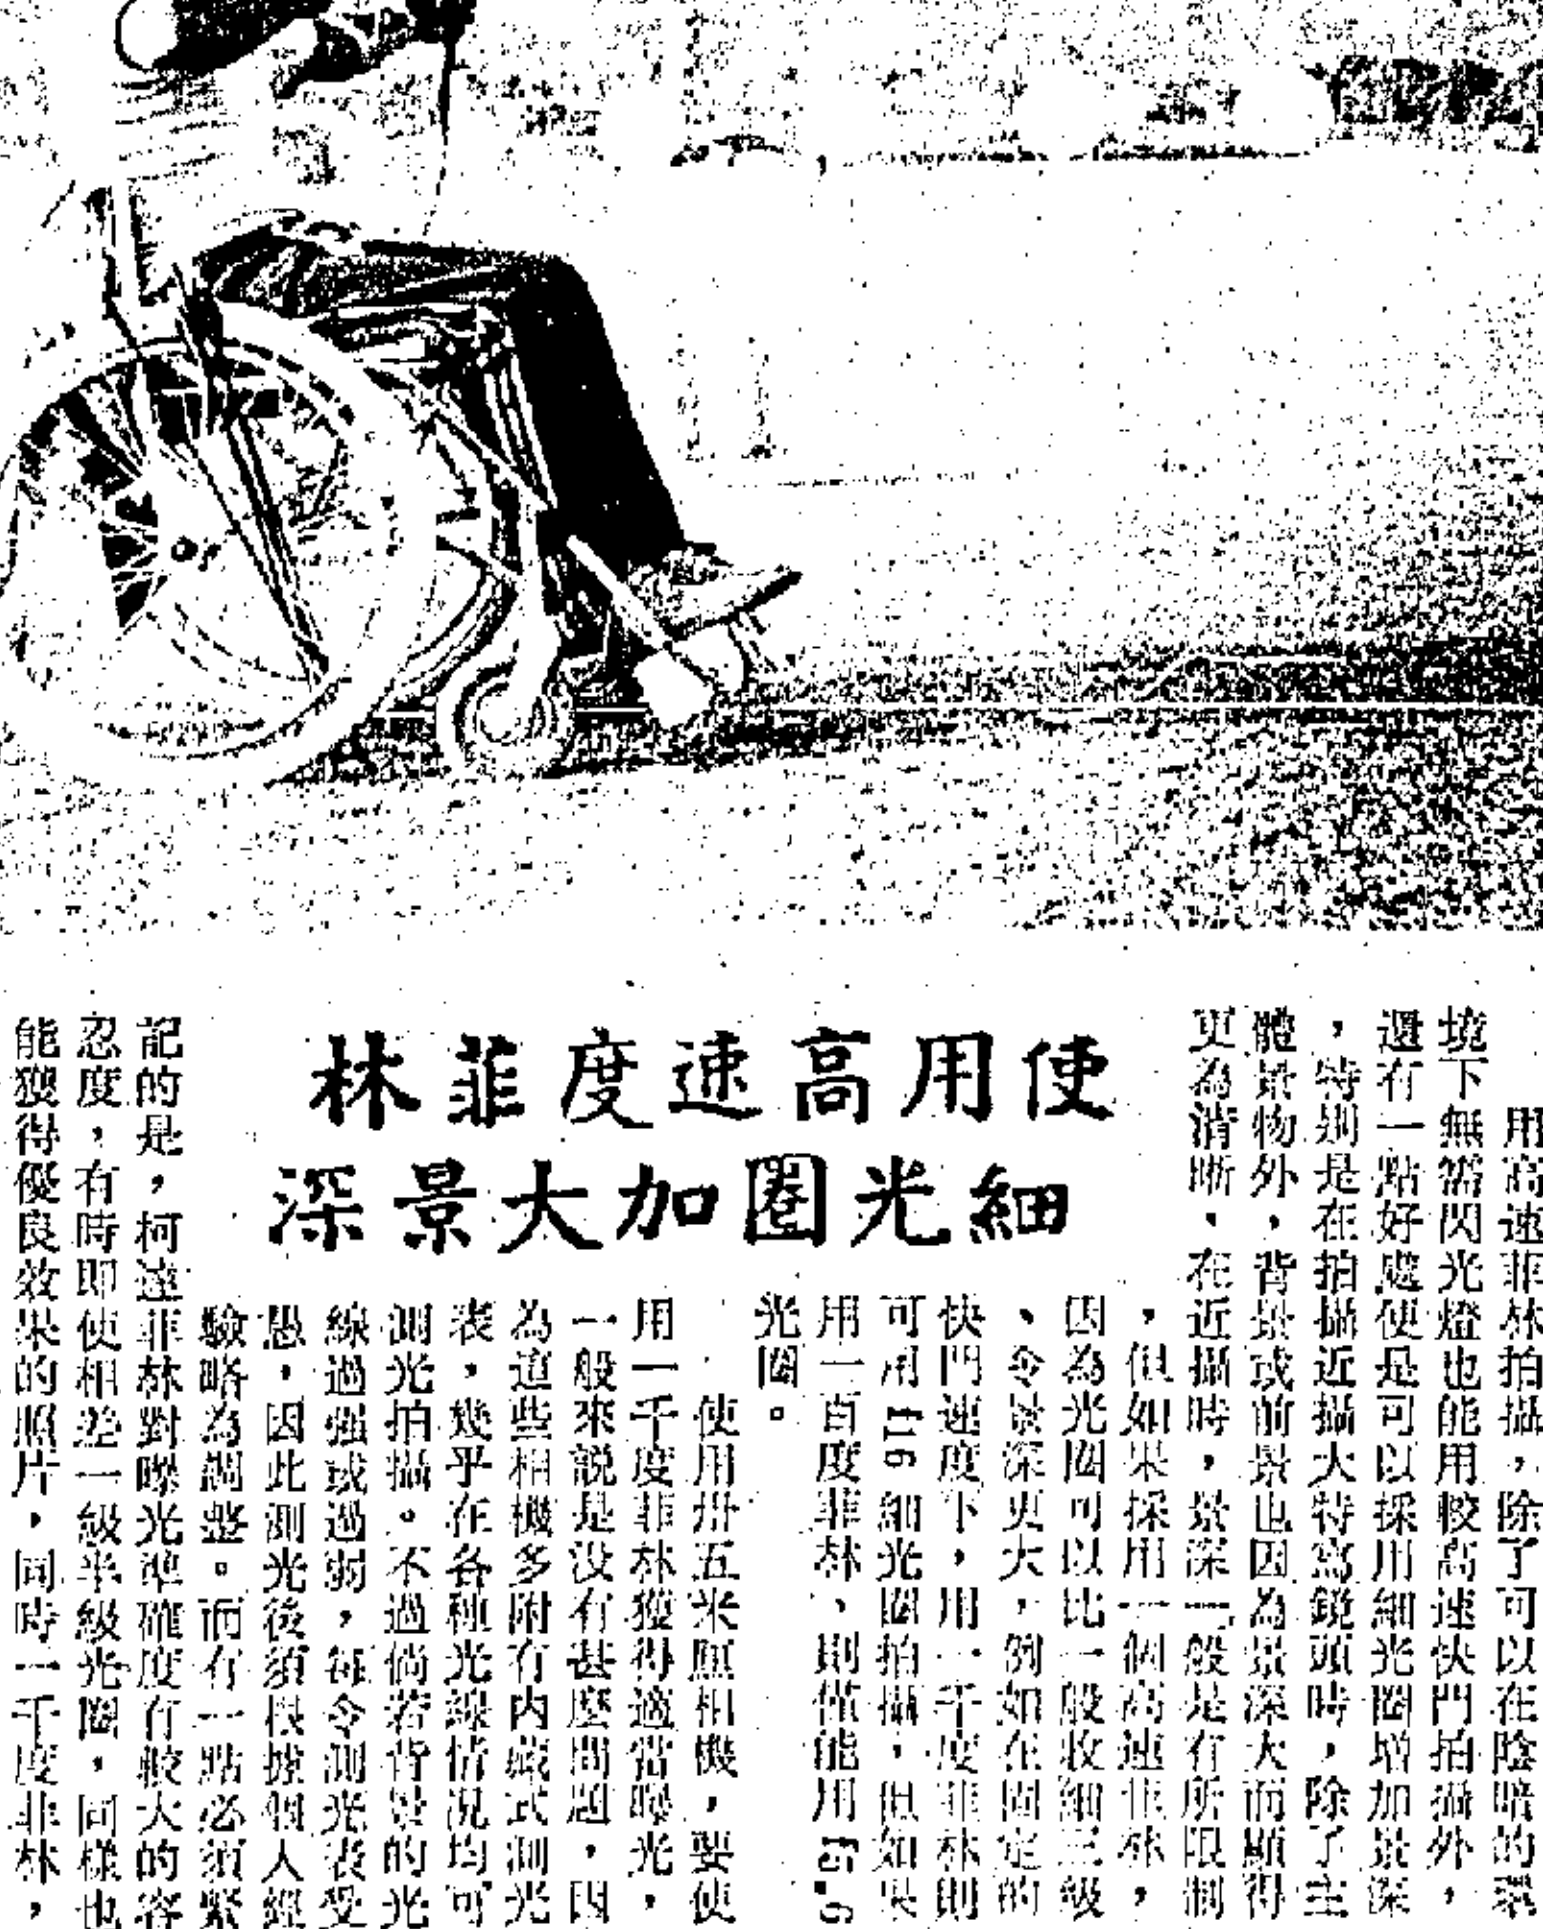 使用高速度菲林
細光圈加大景深
用高速菲林拍攝，除了可以在陰暗的環
境下無需閃光燈也能用較高速快門拍攝外，
還有一點好處便是可以採用細光圈增加景深
，特別是在拍攝近攝大特寫鏡頭時，除了主
體景物外，背景或前景也因為景深大而顯得
更為清晰，在近攝時，景深一般是有所限制
，但如果採用一個高速菲林，
因為光圈可以比一般收細三級
、令景深更大，例如在固定的
快門速度下，用一千度菲林則
可用f16細光圈拍攝，但如果
用一百度菲林、則僅能用f5.6
光圈。
使用卅五米厘相機，要使
用一千度菲林獲得適當曝光，
一般來說是没有甚麼問題，因
為這些相機多附有内藏式測光
表，幾乎在各種光線情况均可
測光拍攝。不過倘若背景的光
線過强或過弱，每令測光表受
愚，因此測光後須根據個人經
驗略為調整。而有一點必須緊
記的是，柯達菲林對曝光準確度有較大的容
忍度，有時即使相差一級半級光圈，同樣也
能獲得優良效果的照片，同時一千度菲林，